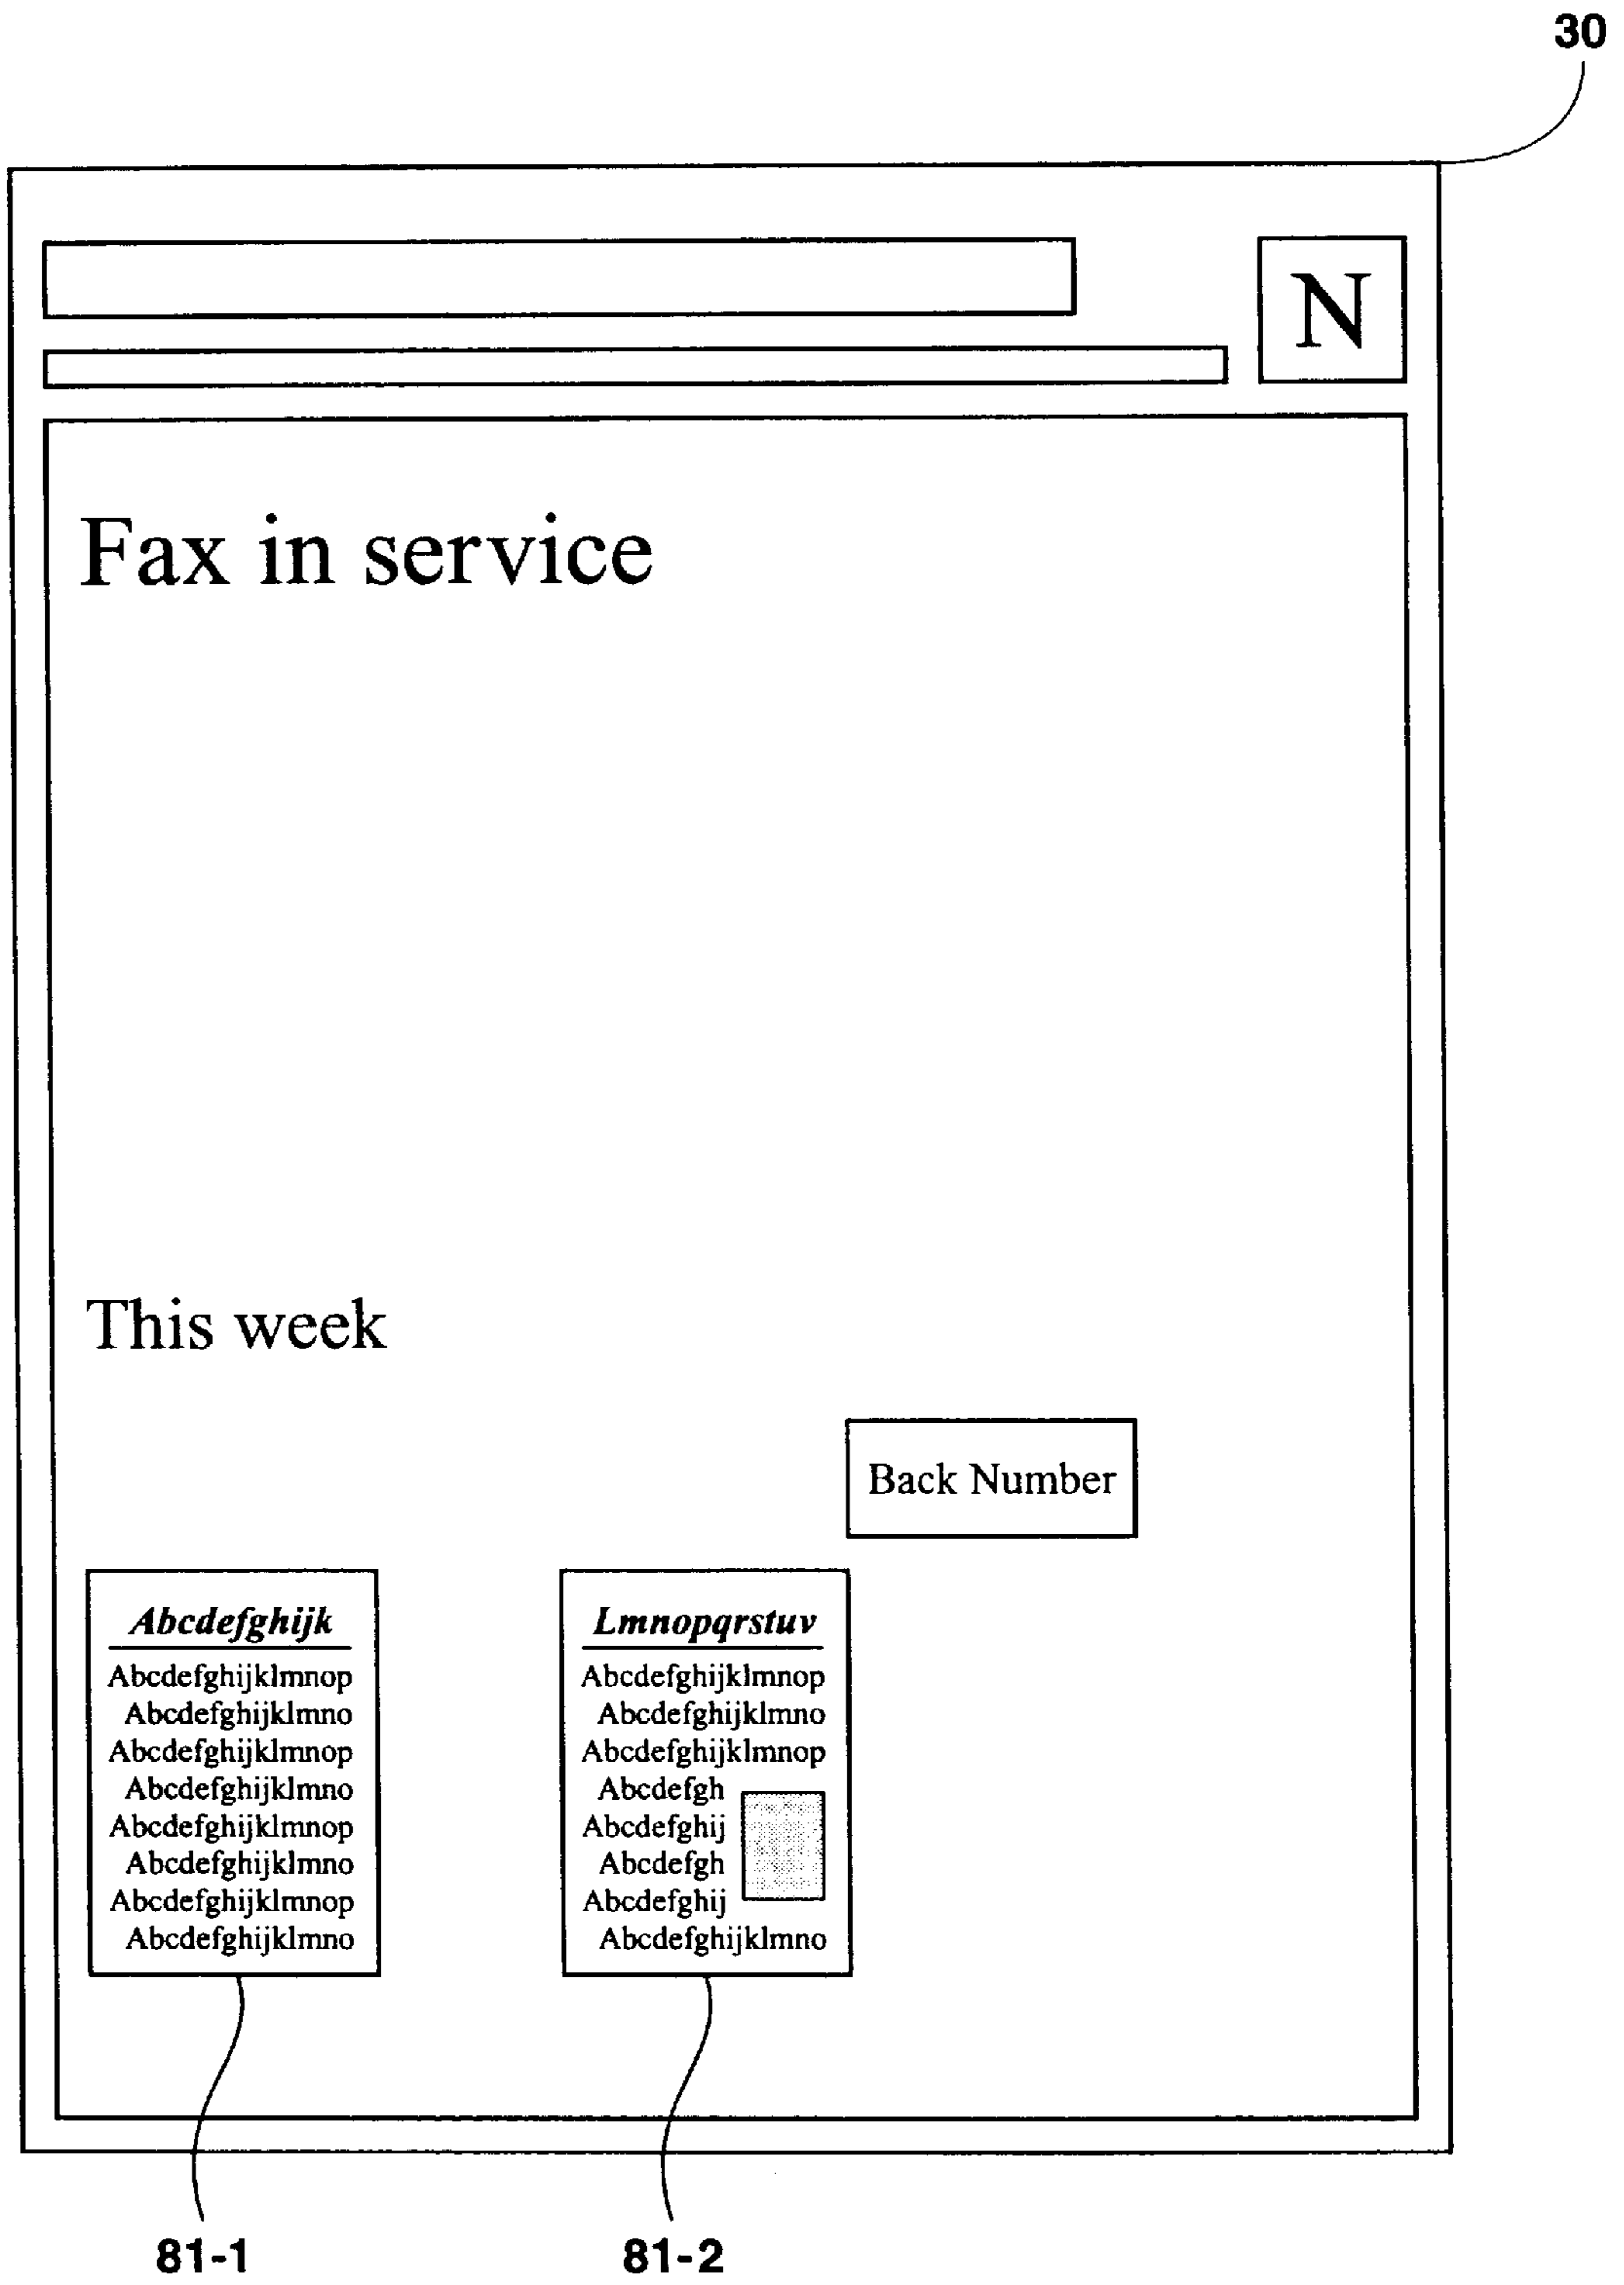 30
N
Fax in service
This week
Back Number
Abcdefghijk
Abcdefghijklmnop
Abcdefghijklmno
Abcdefghijklmnop
Abcdefghijklmno
Abcdefghijklmnop
Abcdefghijklmno
Abcdefghijklmnop
Abcdefghijklmno
Lmnopqrstuv
Abcdefghijklmnop
Abcdefghijklmno
Abcdefghijklmnop
Abcdefgh
Abcdefghij
Abcdefgh
Abcdefghij
Abcdefghijklmno
81-1
81-2